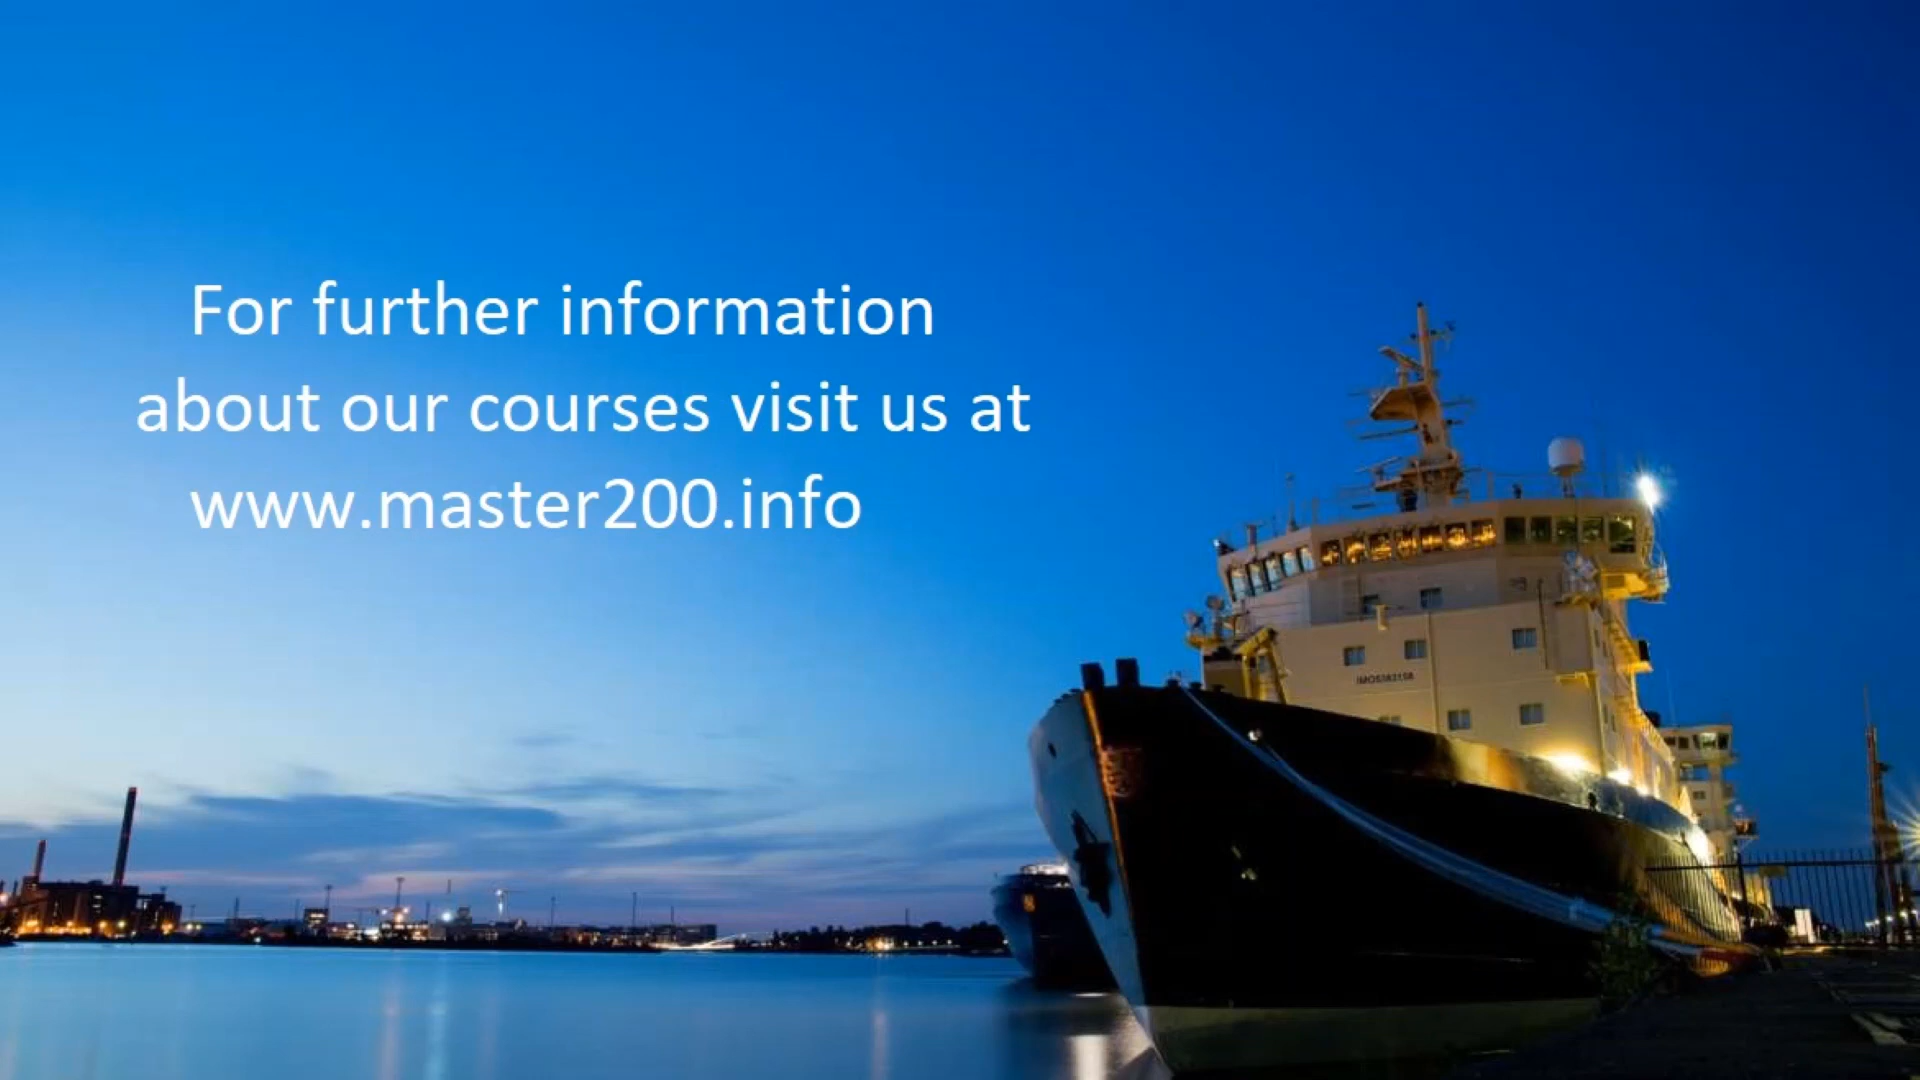 For further information
about our courses visit us at
www.master200.info